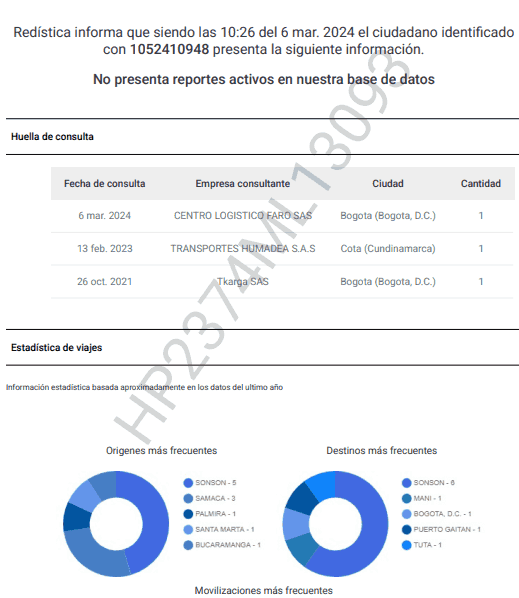 Redística informa que siendo las 10:26 del 6 mar. 2024 el ciudadano identificado
con 1052410948 presenta la siguiente información.
No presenta reportes activos en nuestra base de datos
Huella de consulta
Fecha de consulta Empresa consultante Ciudad Cantidad
6 mar. 2024 CENTRO LOGISTICO FARO SAS Bogota (Bogota, D.C.) 1
13 feb. 2023 TRANSPORTES HUMADEA S.A.S Cota (Cundinamarca) 1
26 oct. 2021 Tkarga SAS Bogota (Bogota, D.C.) 1
HP2374ML13093
Estadística de viajes
Información estadística basada aproximadamente en los datos del ultimo año
Origenes más frecuentes
SONSON - 5
SAMACA - 3
PALMIRA - 1
SANTA MARTA - 1
BUCARAMANGA - 1
Destinos más frecuentes
SONSON - 6
MANI - 1
BOGOTA, D.C. - 1
PUERTO GAITAN - 1
TUTA - 1
Movilizaciones más frecuentes